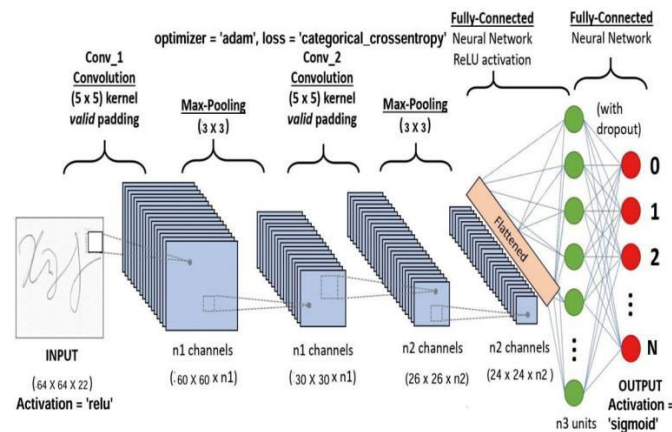 optimizer = 'adam', loss = 'categorical_crossentropy'
Conv_1
Convolution
(5 x 5) kernel
valid padding
Max-Pooling
(3 x 3)
Conv_2
Convolution
(5 x 5) kernel
valid padding
Max-Pooling
(3 x 3)
Fully-Connected
Neural Network
ReLU activation
Fully-Connected
Neural Network
(with
dropout)
Flattened
0
1
2
N
INPUT
(64 x 64 x 22)
Activation = 'relu'
n1 channels
(60 x 60 x n1)
n1 channels
(30 x 30 x n1)
n2 channels
(26 x 26 x n2)
n2 channels
(24 x 24 x n2)
n3 units
OUTPUT
Activation =
'sigmoid'